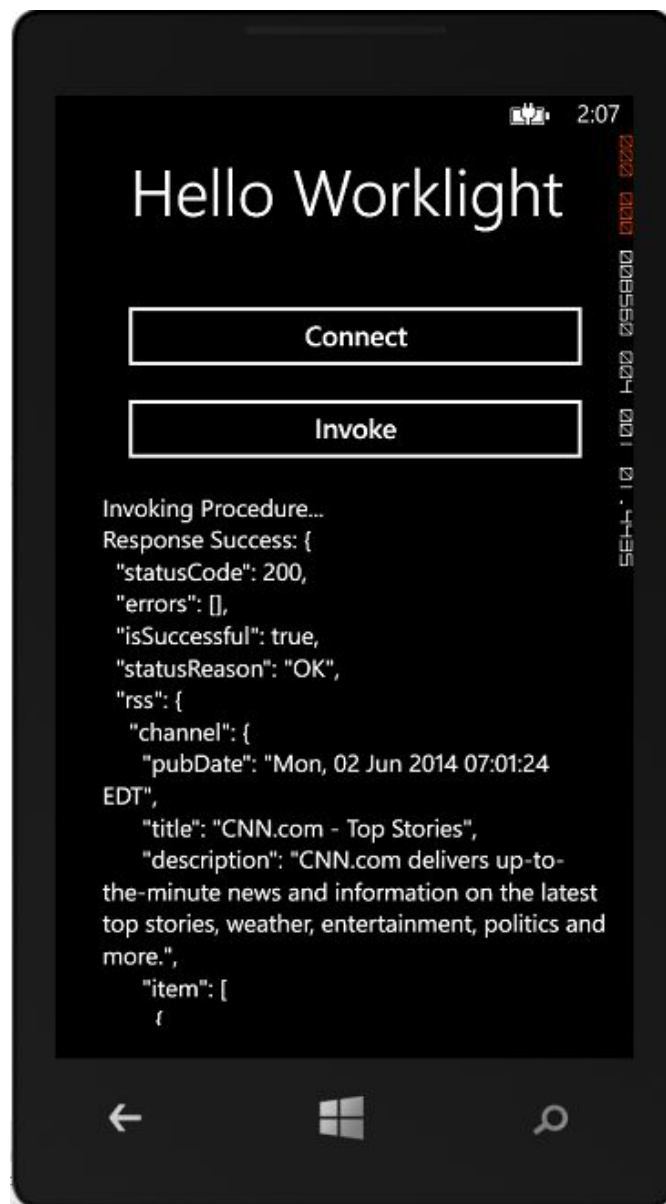 2:07
Hello Worklight
Connect
Invoke
Invoking Procedure...
Response Success: {
"statusCode": 200,
"errors": [],
"isSuccessful": true,
"statusReason": "OK",
"rss": {
"channel": {
"pubDate": "Mon, 02 Jun 2014 07:01:24
EDT",
"title": "CNN.com - Top Stories",
"description": "CNN.com delivers up-to-
the-minute news and information on the latest
top stories, weather, entertainment, politics and
more.",
"item": [
{